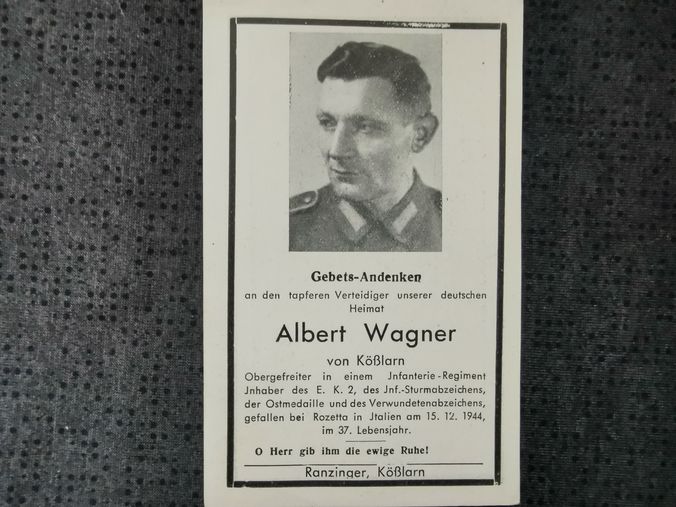 Gebets-Andenken
an den tapferen Verteidiger unserer deutschen
Heimat
Albert Wagner
von Kößlarn
Obergefreiter in einem Jnfanterie-Regiment
Jnhaber des E. K. 2, des Jnf.-Sturmabzeichens,
der Ostmedaille und des Verwundetenabzeichens,
gefallen bei Rozetta in Jtalien am 15. 12. 1944,
im 37. Lebensjahr.
O Herr gib ihm die ewige Ruhe!
Ranzinger, Kößlarn